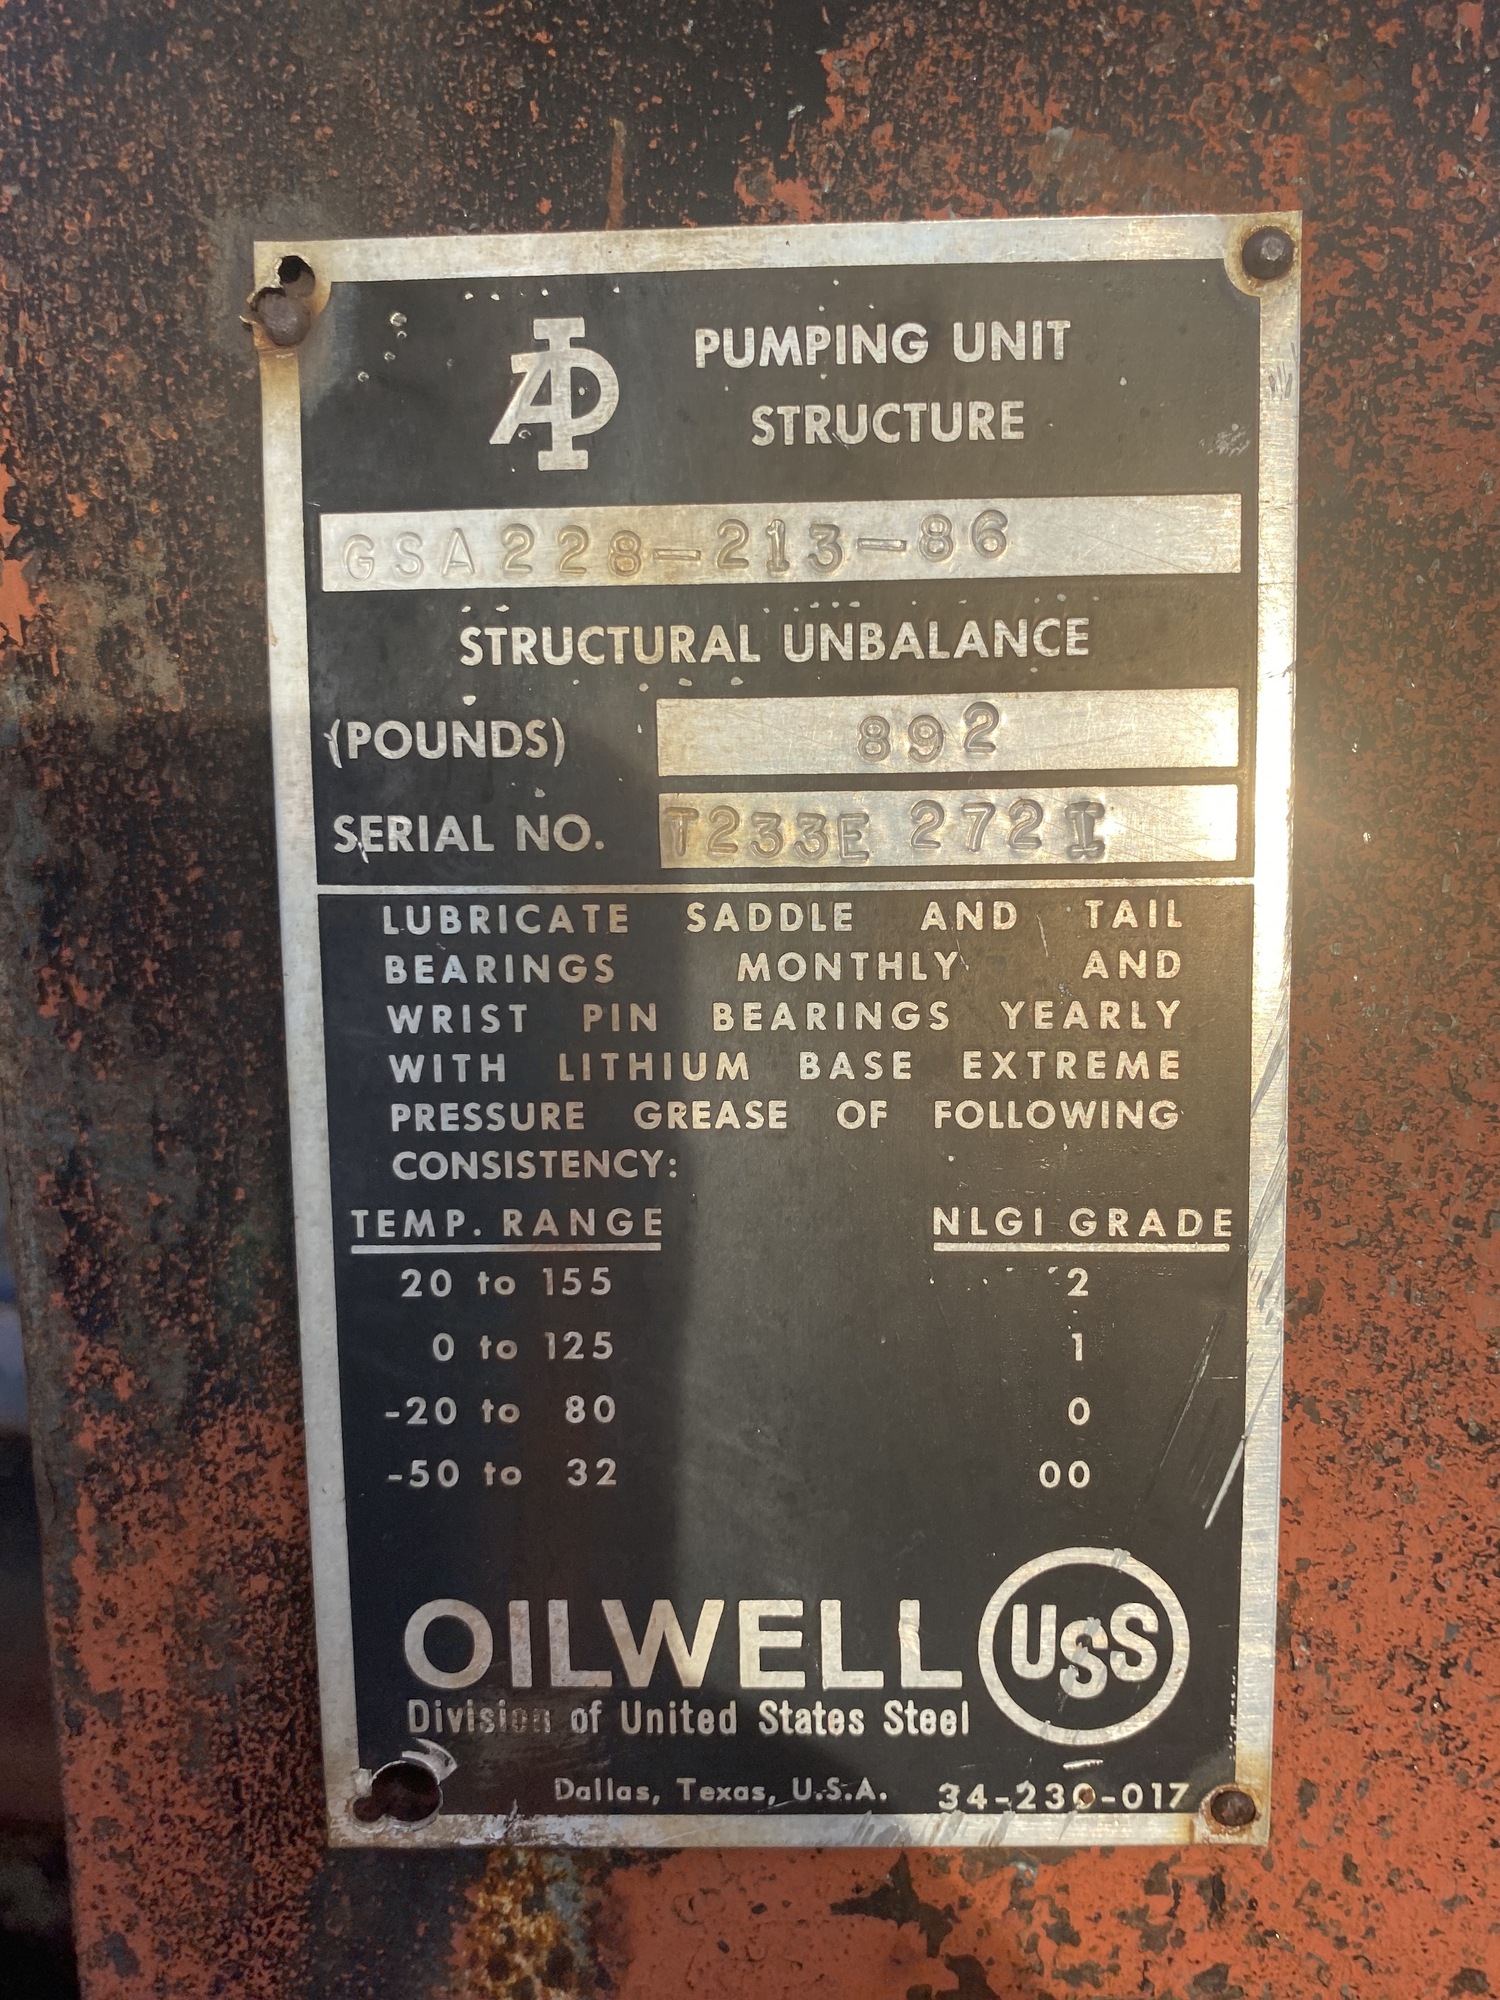 API
PUMPING UNIT
STRUCTURE
GSA228-213-86
STRUCTURAL UNBALANCE
(POUNDS) 892
SERIAL NO. T233E 272I
LUBRICATE SADDLE AND TAIL
BEARINGS MONTHLY AND
WRIST PIN BEARINGS YEARLY
WITH LITHIUM BASE EXTREME
PRESSURE GREASE OF FOLLOWING
CONSISTENCY:
TEMP. RANGE NLGI GRADE
20 to 155 2
0 to 125 1
-20 to 80 0
-50 to 32 00
OILWELL USS
Division of United States Steel
Dallas, Texas, U.S.A. 34-230-017